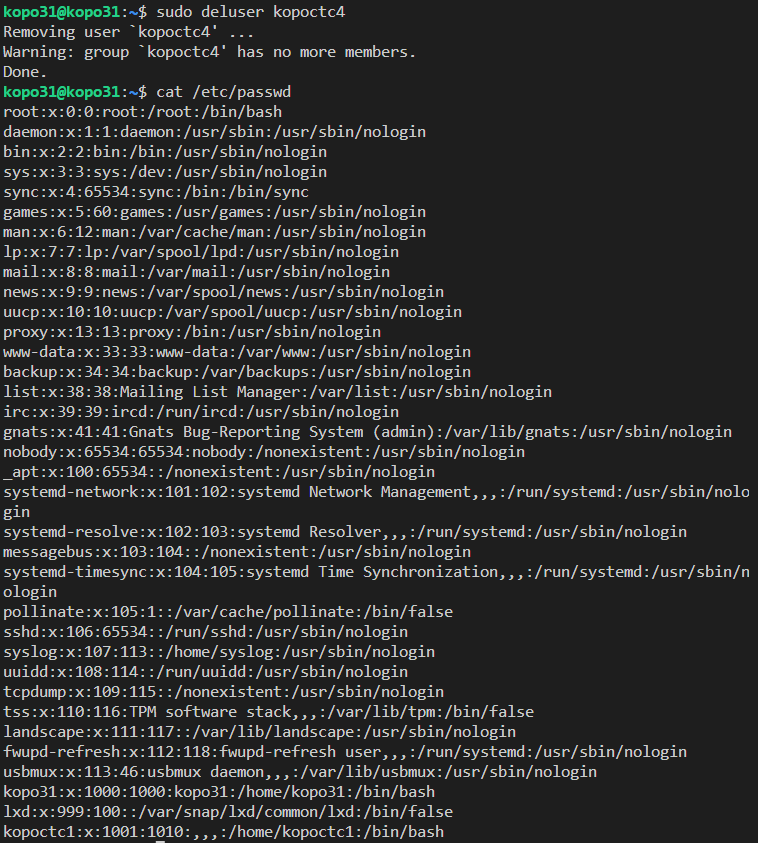 kopo31@kopo31:~$ sudo deluser kopoctc4
Removing user `kopoctc4' ...
Warning: group `kopoctc4' has no more members.
Done.
kopo31@kopo31:~$ cat /etc/passwd
root:x:0:0:root:/root:/bin/bash
daemon:x:1:1:daemon:/usr/sbin:/usr/sbin/nologin
bin:x:2:2:bin:/bin:/usr/sbin/nologin
sys:x:3:3:sys:/dev:/usr/sbin/nologin
sync:x:4:65534:sync:/bin:/bin/sync
games:x:5:60:games:/usr/games:/usr/sbin/nologin
man:x:6:12:man:/var/cache/man:/usr/sbin/nologin
lp:x:7:7:lp:/var/spool/lpd:/usr/sbin/nologin
mail:x:8:8:mail:/var/mail:/usr/sbin/nologin
news:x:9:9:news:/var/spool/news:/usr/sbin/nologin
uucp:x:10:10:uucp:/var/spool/uucp:/usr/sbin/nologin
proxy:x:13:13:proxy:/bin:/usr/sbin/nologin
www-data:x:33:33:www-data:/var/www:/usr/sbin/nologin
backup:x:34:34:backup:/var/backups:/usr/sbin/nologin
list:x:38:38:Mailing List Manager:/var/list:/usr/sbin/nologin
irc:x:39:39:ircd:/run/ircd:/usr/sbin/nologin
gnats:x:41:41:Gnats Bug-Reporting System (admin):/var/lib/gnats:/usr/sbin/nologin
nobody:x:65534:65534:nobody:/nonexistent:/usr/sbin/nologin
_apt:x:100:65534::/nonexistent:/usr/sbin/nologin
systemd-network:x:101:102:systemd Network Management,,,:/run/systemd:/usr/sbin/nolo
gin
systemd-resolve:x:102:103:systemd Resolver,,,:/run/systemd:/usr/sbin/nologin
messagebus:x:103:104::/nonexistent:/usr/sbin/nologin
systemd-timesync:x:104:105:systemd Time Synchronization,,,:/run/systemd:/usr/sbin/n
ologin
pollinate:x:105:1::/var/cache/pollinate:/bin/false
sshd:x:106:65534::/run/sshd:/usr/sbin/nologin
syslog:x:107:113::/home/syslog:/usr/sbin/nologin
uuidd:x:108:114::/run/uuidd:/usr/sbin/nologin
tcpdump:x:109:115::/nonexistent:/usr/sbin/nologin
tss:x:110:116:TPM software stack,,,:/var/lib/tpm:/bin/false
landscape:x:111:117::/var/lib/landscape:/usr/sbin/nologin
fwupd-refresh:x:112:118:fwupd-refresh user,,,:/run/systemd:/usr/sbin/nologin
usbmux:x:113:46:usbmux daemon,,,:/var/lib/usbmux:/usr/sbin/nologin
kopo31:x:1000:1000:kopo31:/home/kopo31:/bin/bash
lxd:x:999:100::/var/snap/lxd/common/lxd:/bin/false
kopoctc1:x:1001:1010:,,,:/home/kopoctc1:/bin/bash